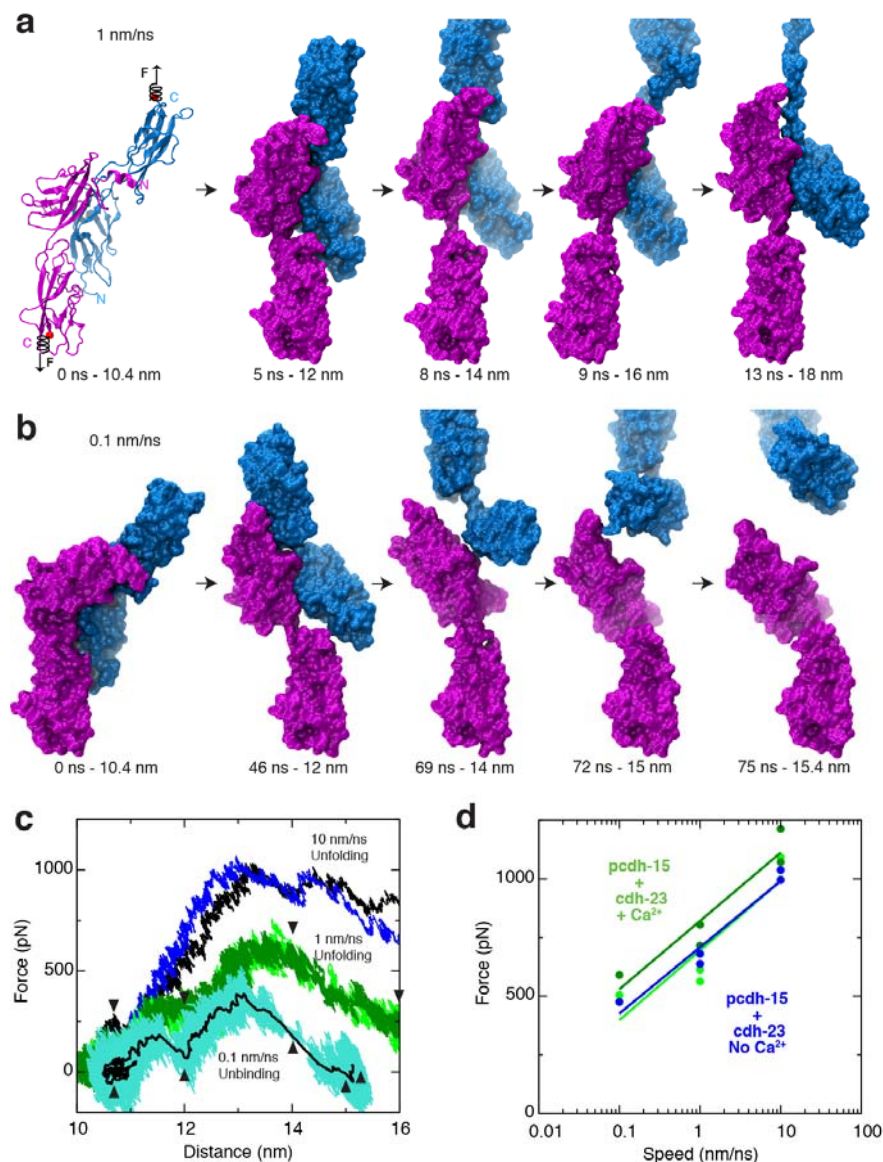 a
1 nm/ns
F
C
N
N
C
F
0 ns - 10.4 nm
5 ns - 12 nm
8 ns - 14 nm
9 ns - 16 nm
13 ns - 18 nm
b
0.1 nm/ns
0 ns - 10.4 nm
46 ns - 12 nm
69 ns - 14 nm
72 ns - 15 nm
75 ns - 15.4 nm
c
Force (pN)
1000
500
0
10 nm/ns
Unfolding
1 nm/ns
Unfolding
0.1 nm/ns
Unbinding
10
12
14
16
Distance (nm)
d
Force (pN)
1000
500
0
pcdh-15
+
cdh-23
+ Ca²⁺
pcdh-15
+
cdh-23
No Ca²⁺
0.01
0.1
1
10
100
Speed (nm/ns)